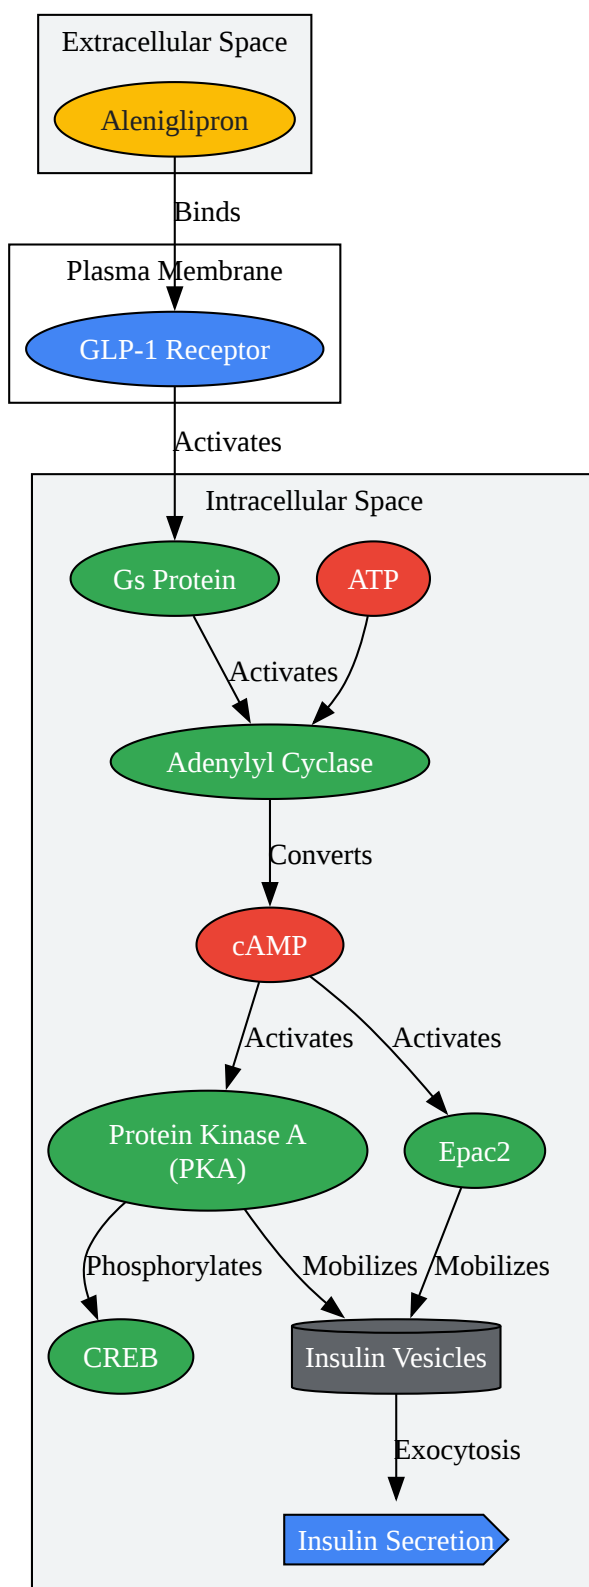 Extracellular Space
Aleniglipron
Binds
Plasma Membrane
GLP-1 Receptor
Activates
Intracellular Space
Gs Protein
ATP
Activates
Adenylyl Cyclase
Converts
cAMP
Activates
Activates
Protein Kinase A
(PKA)
Epac2
Phosphorylates
Mobilizes
Mobilizes
CREB
Insulin Vesicles
Exocytosis
Insulin Secretion